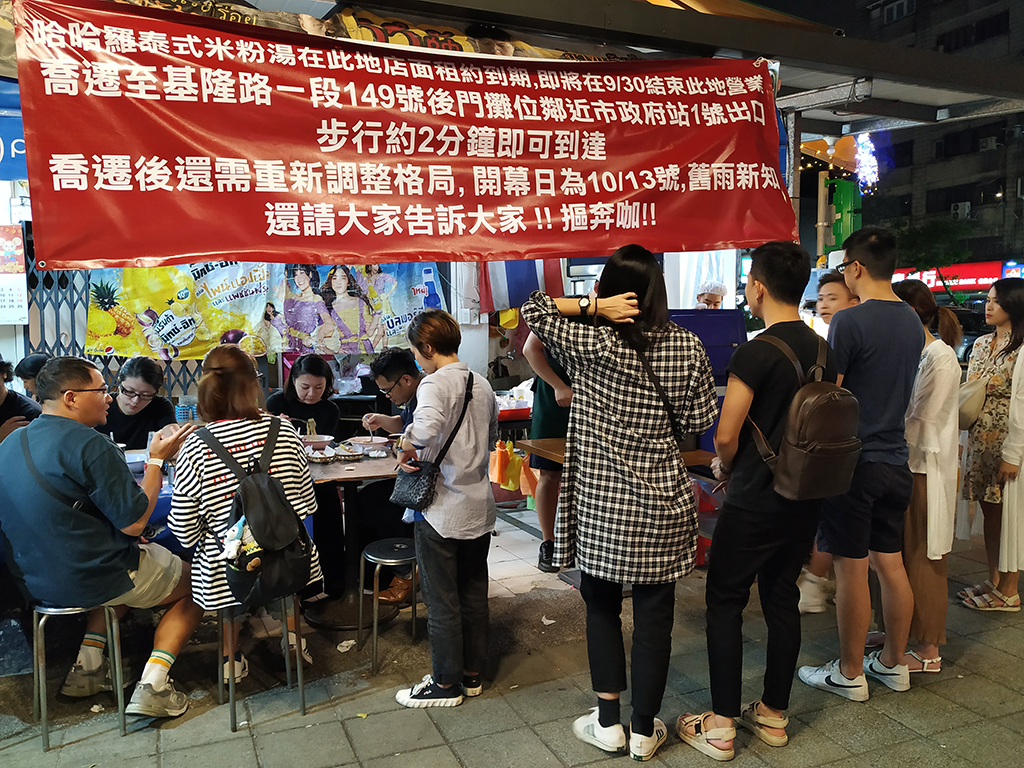 哈哈羅泰式米粉湯在此地店面租約到期,即將在9/30結束此地營業
喬遷至基隆路一段149號後門攤位鄰近市政府站1號出口
步行約2分鐘即可到達
喬遷後還需重新調整格局, 開幕日為10/13號,舊雨新知
還請大家告訴大家 !! 摳奔咖!!